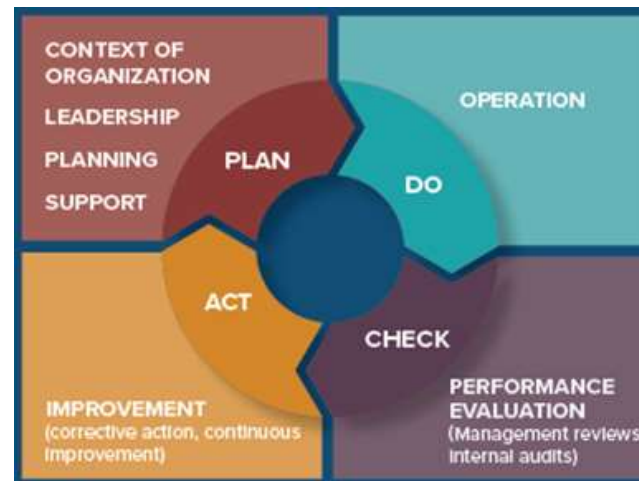 CONTEXT OF
ORGANIZATION
LEADERSHIP
PLANNING
SUPPORT
PLAN
OPERATION
DO
ACT
IMPROVEMENT
(corrective action, continuous
improvement)
CHECK
PERFORMANCE
EVALUATION
(Management reviews
internal audits)